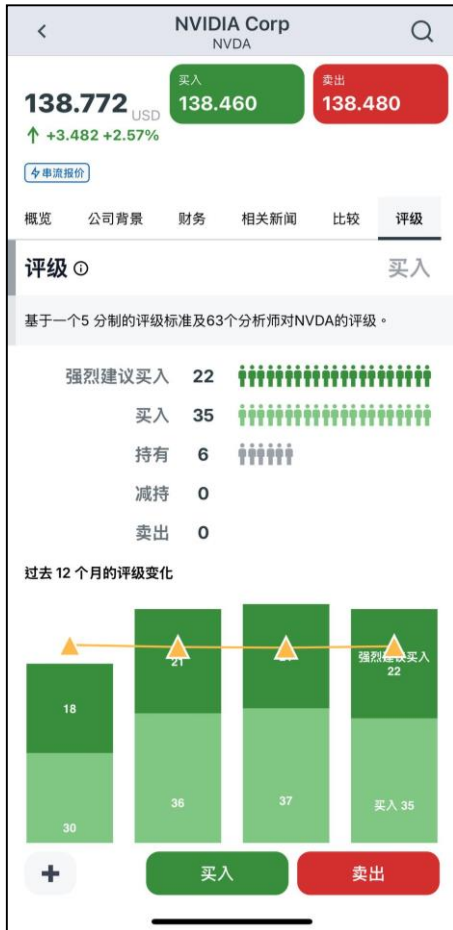 NVIDIA Corp
NVDA
138.772 USD
+3.482 +2.57%
买入
138.460
卖出
138.480
串流报价
概览 公司背景 财务 相关新闻 比较 评级
评级
买入
基于一个5 分制的评级标准及63个分析师对NVDA的评级。
强烈建议买入 22
买入 35
持有 6
减持 0
卖出 0
过去 12 个月的评级变化
18
30
21
36
37
强烈建议买入
22
买入 35
买入
卖出